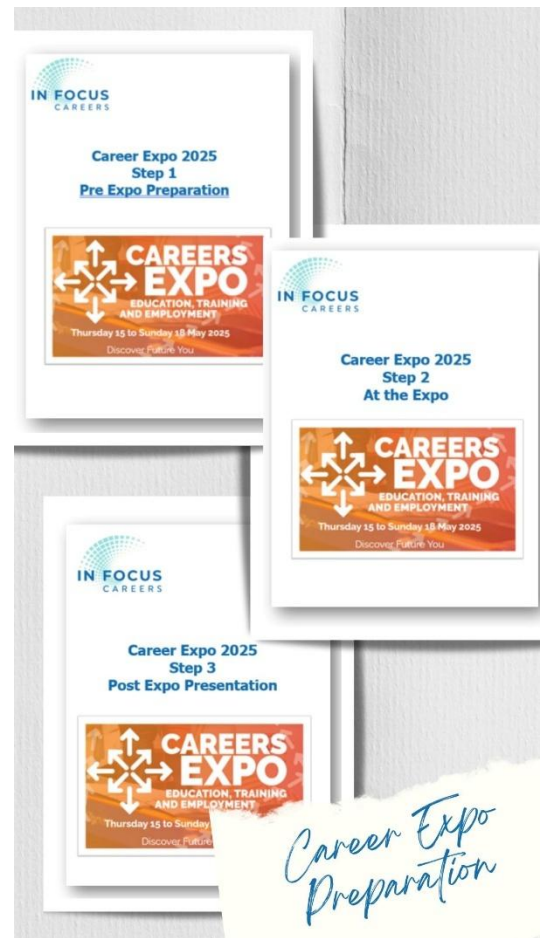 IN FOCUS
CAREERS
Career Expo 2025
Step 1
Pre Expo Preparation
CAREERS
EXPO
EDUCATION, TRAINING
AND EMPLOYMENT
Thursday 15 to Sunday 18 May 2025
Discover Future You
IN FOCUS
CAREERS
Career Expo 2025
Step 2
At the Expo
CAREERS
EXPO
EDUCATION, TRAINING
AND EMPLOYMENT
Thursday 15 to Sunday 18 May 2025
Discover Future You
IN FOCUS
CAREERS
Career Expo 2025
Step 3
Post Expo Presentation
CAREERS
EXPO
EDUCATION, TRAINING
AND EMPLOYMENT
Thursday 15 to Sunday
Discover Future
Career Expo
Preparation